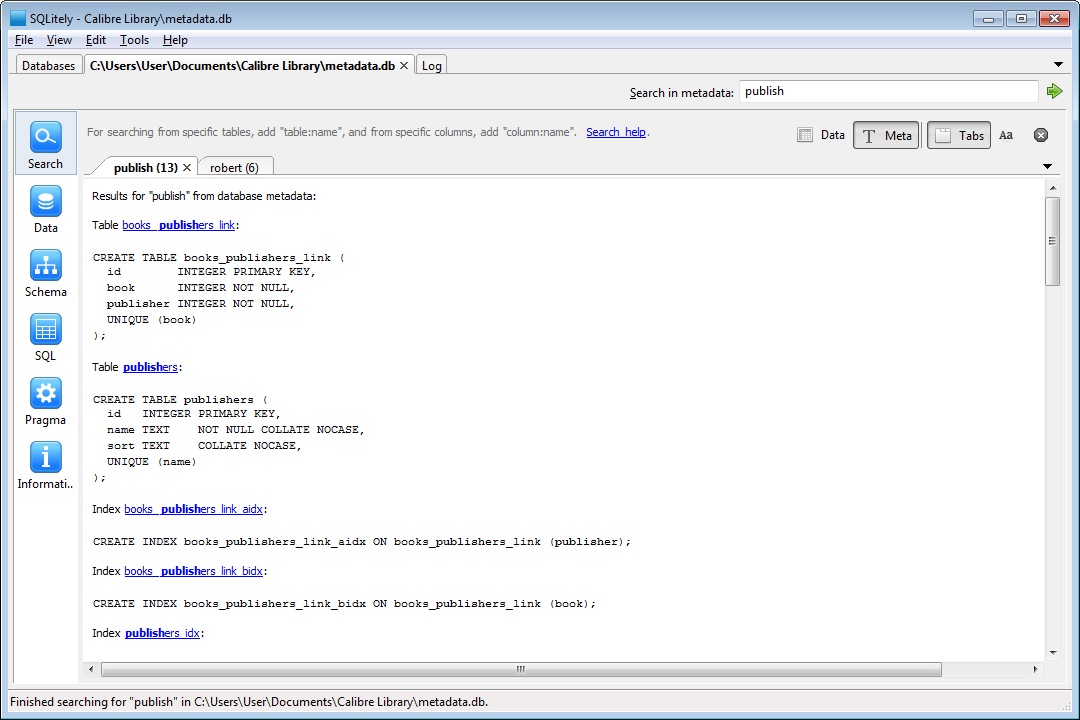 SQLitely - Calibre Library\metadata.db
File View Edit Tools Help
Databases C:\Users\User\Documents\Calibre Library\metadata.db Log
Search in metadata: publish
For searching from specific tables, add "table:name", and from specific columns, add "column:name". Search help. Data T Meta Tabs Aa
Search
Data
Schema
SQL
Pragma
Informati..
publish (13) robert (6)
Results for "publish" from database metadata:
Table books_publishers_link:
CREATE TABLE books_publishers_link (
id INTEGER PRIMARY KEY,
book INTEGER NOT NULL,
publisher INTEGER NOT NULL,
UNIQUE (book)
);
Table publishers:
CREATE TABLE publishers (
id INTEGER PRIMARY KEY,
name TEXT NOT NULL COLLATE NOCASE,
sort TEXT COLLATE NOCASE,
UNIQUE (name)
);
Index books_publishers_link_aidx:
CREATE INDEX books_publishers_link_aidx ON books_publishers_link (publisher);
Index books_publishers_link_bidx:
CREATE INDEX books_publishers_link_bidx ON books_publishers_link (book);
Index publishers_idx:
Finished searching for "publish" in C:\Users\User\Documents\Calibre Library\metadata.db.